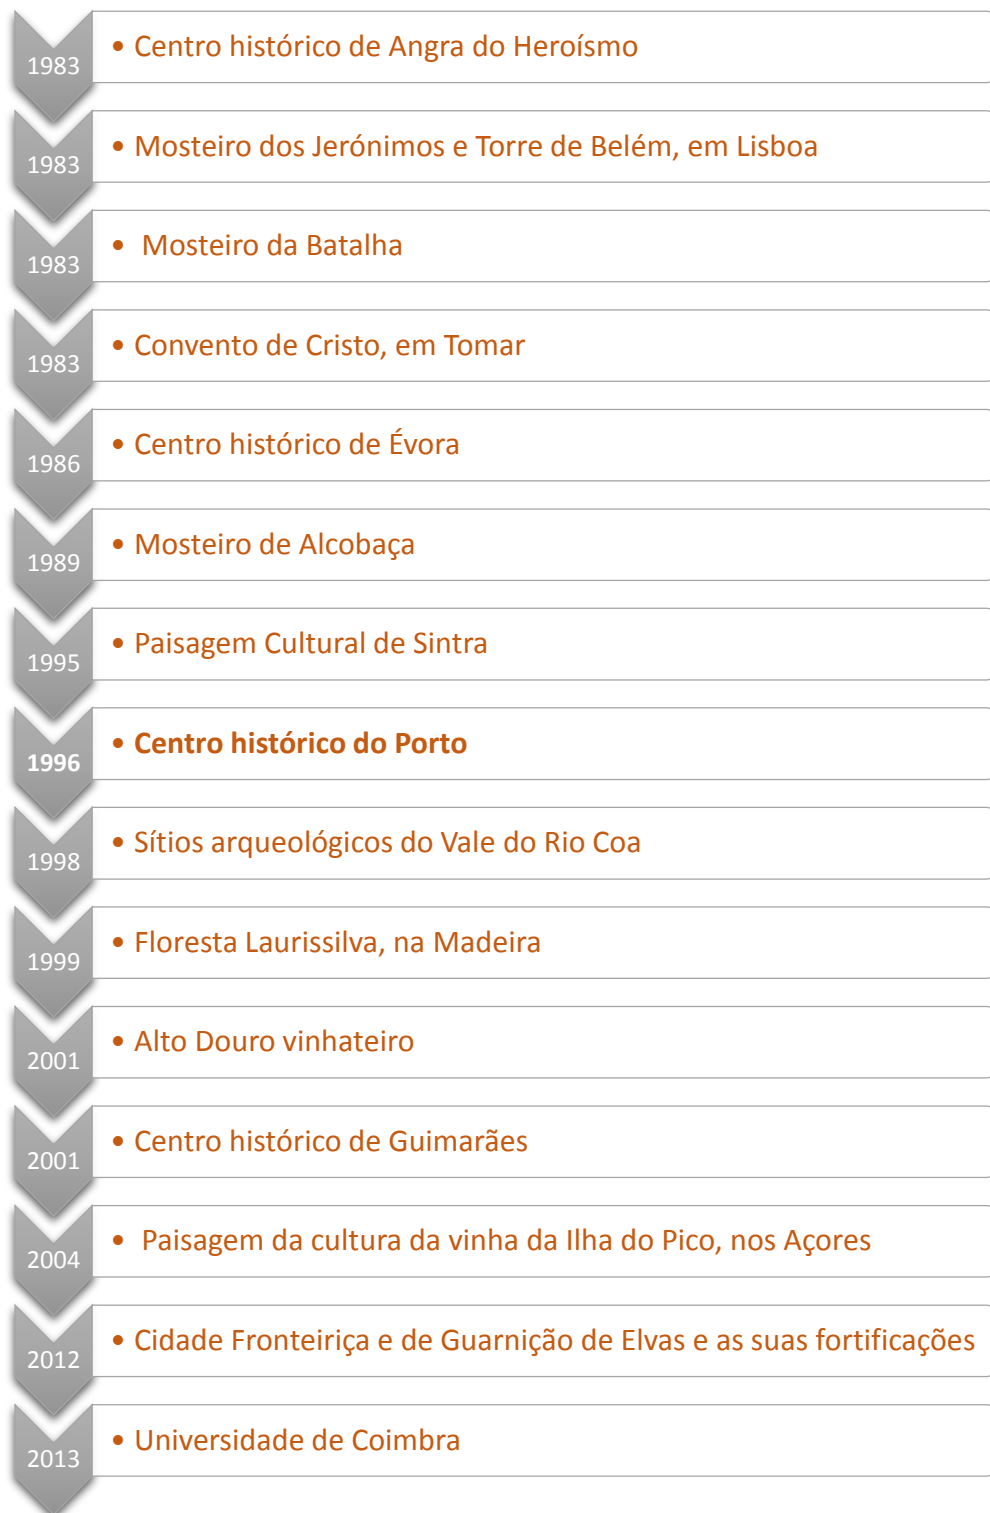 1983
• Centro histórico de Angra do Heroísmo
1983
• Mosteiro dos Jerónimos e Torre de Belém, em Lisboa
1983
• Mosteiro da Batalha
1983
• Convento de Cristo, em Tomar
1986
• Centro histórico de Évora
1989
• Mosteiro de Alcobaça
1995
• Paisagem Cultural de Sintra
1996
• Centro histórico do Porto
1998
• Sítios arqueológicos do Vale do Rio Coa
1999
• Floresta Laurissilva, na Madeira
2001
• Alto Douro vinhateiro
2001
• Centro histórico de Guimarães
2004
• Paisagem da cultura da vinha da Ilha do Pico, nos Açores
2012
• Cidade Fronteiriça e de Guarnição de Elvas e as suas fortificações
2013
• Universidade de Coimbra